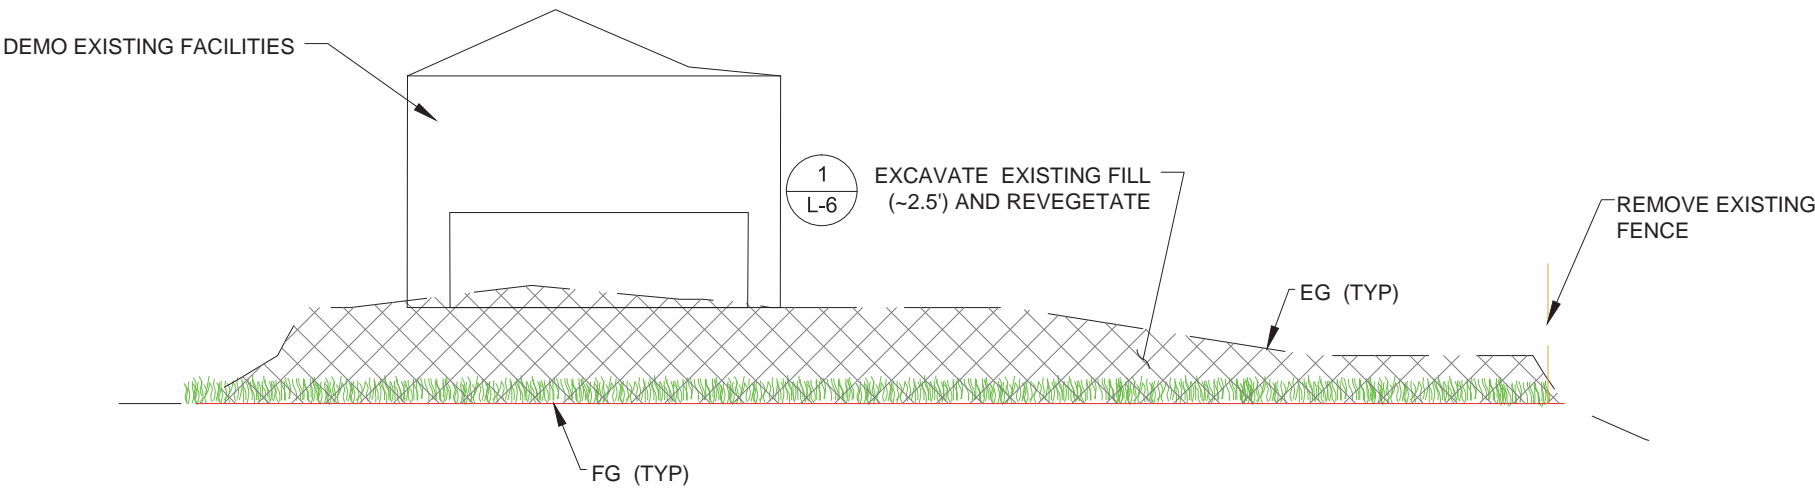 DEMO EXISTING FACILITIES
1
L-6
EXCAVATE EXISTING FILL
(~2.5') AND REVEGETATE
REMOVE EXISTING
FENCE
EG (TYP)
FG (TYP)